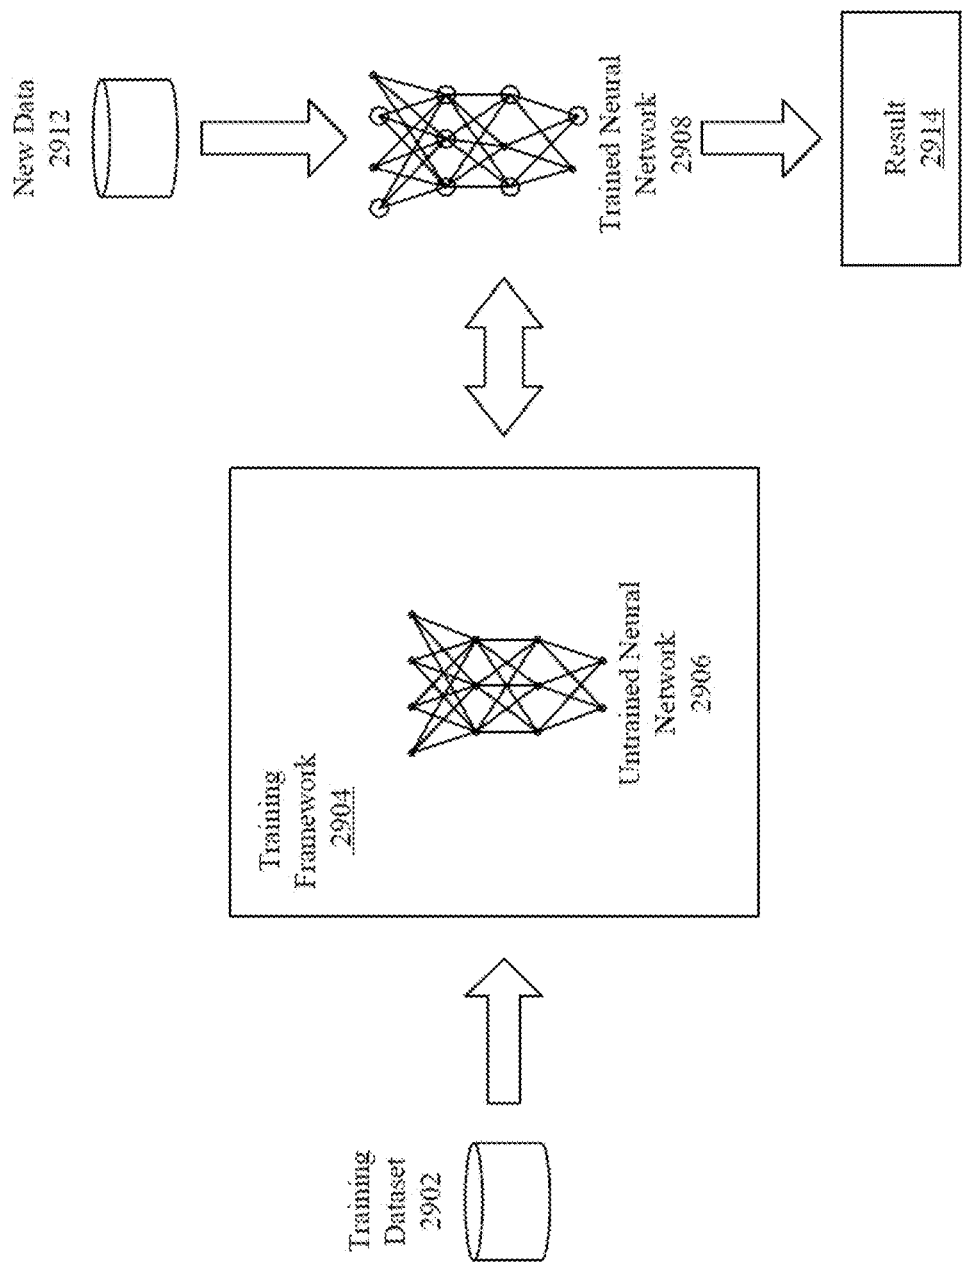 Training
Dataset
2902
Training
Framework
2904
Untrained Neural
Network
2906
New Data
2912
Trained Neural
Network
2908
Result
2914